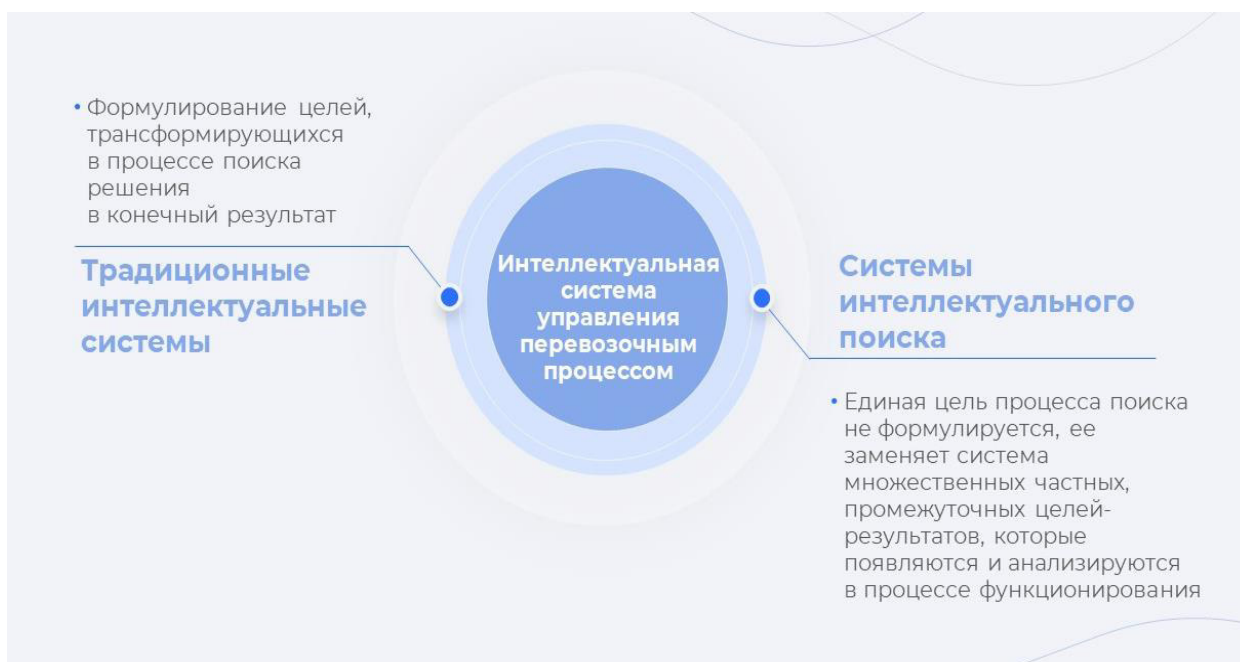 • Формулирование целей,
трансформирующихся
в процессе поиска
решения
в конечный результат
Традиционные
интеллектуальные
системы
Интеллектуальная
система
управления
перевозочным
процессом
Системы
интеллектуального
поиска
• Единая цель процесса поиска
не формулируется, ее
заменяет система
множественных частных,
промежуточных целей-
результатов, которые
появляются и анализируются
в процессе функционирования